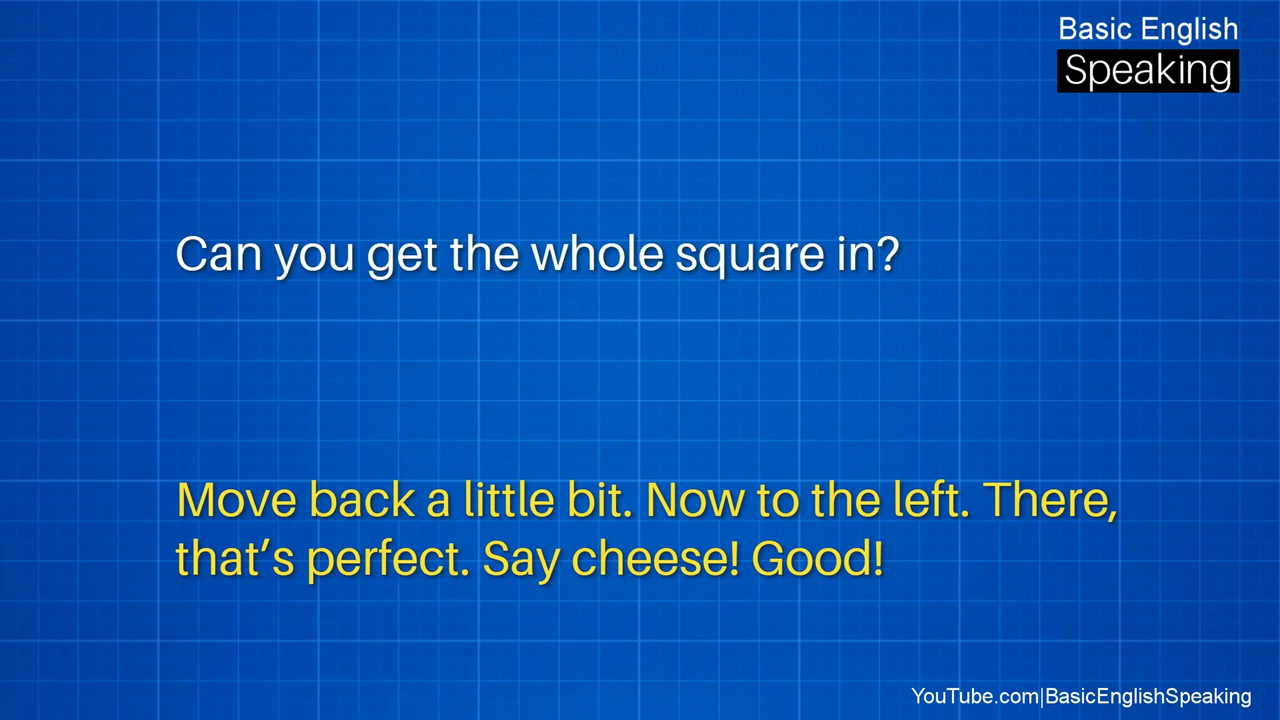 Basic English
Speaking
Can you get the whole square in?
Move back a little bit. Now to the left. There,
that’s perfect. Say cheese! Good!
YouTube.com|BasicEnglishSpeaking